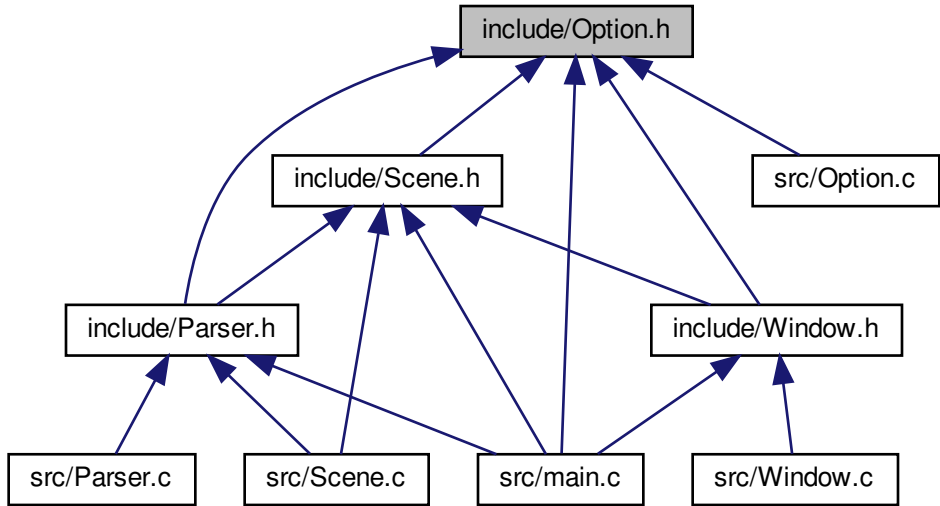 include/Option.h
include/Scene.h
src/Option.c
include/Parser.h
include/Window.h
src/Parser.c
src/Scene.c
src/main.c
src/Window.c